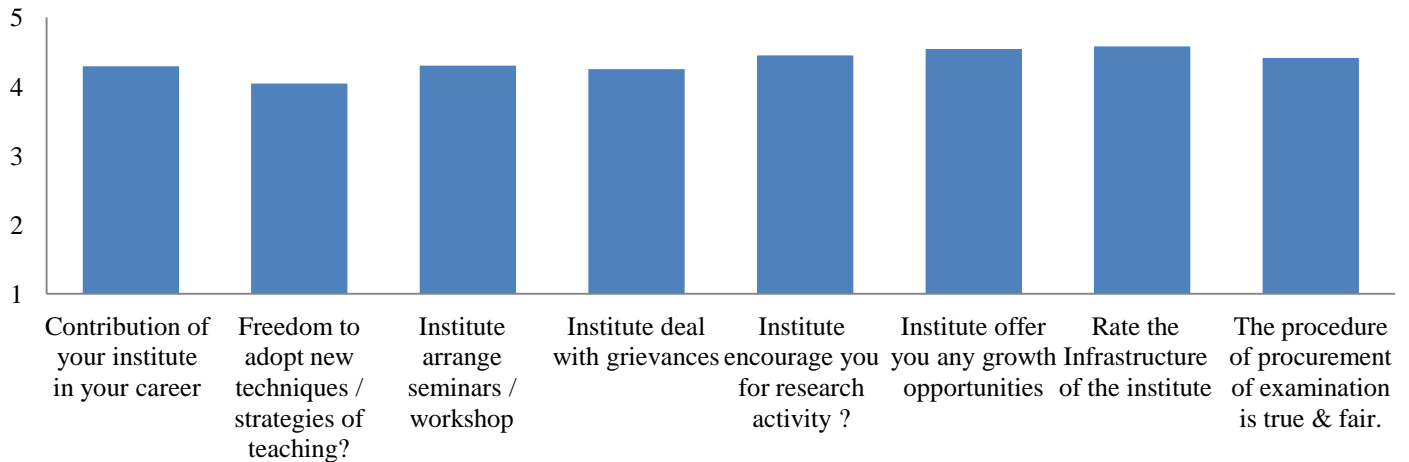 5
4
3
2
1
Contribution of
your institute
in your career
Freedom to
adopt new
techniques /
strategies of
teaching?
Institute
arrange
seminars /
workshop
Institute deal
with grievances
Institute
encourage you
for research
activity ?
Institute offer
you any growth
opportunities
Rate the
Infrastructure
of the institute
The procedure
of procurement
of examination
is true & fair.